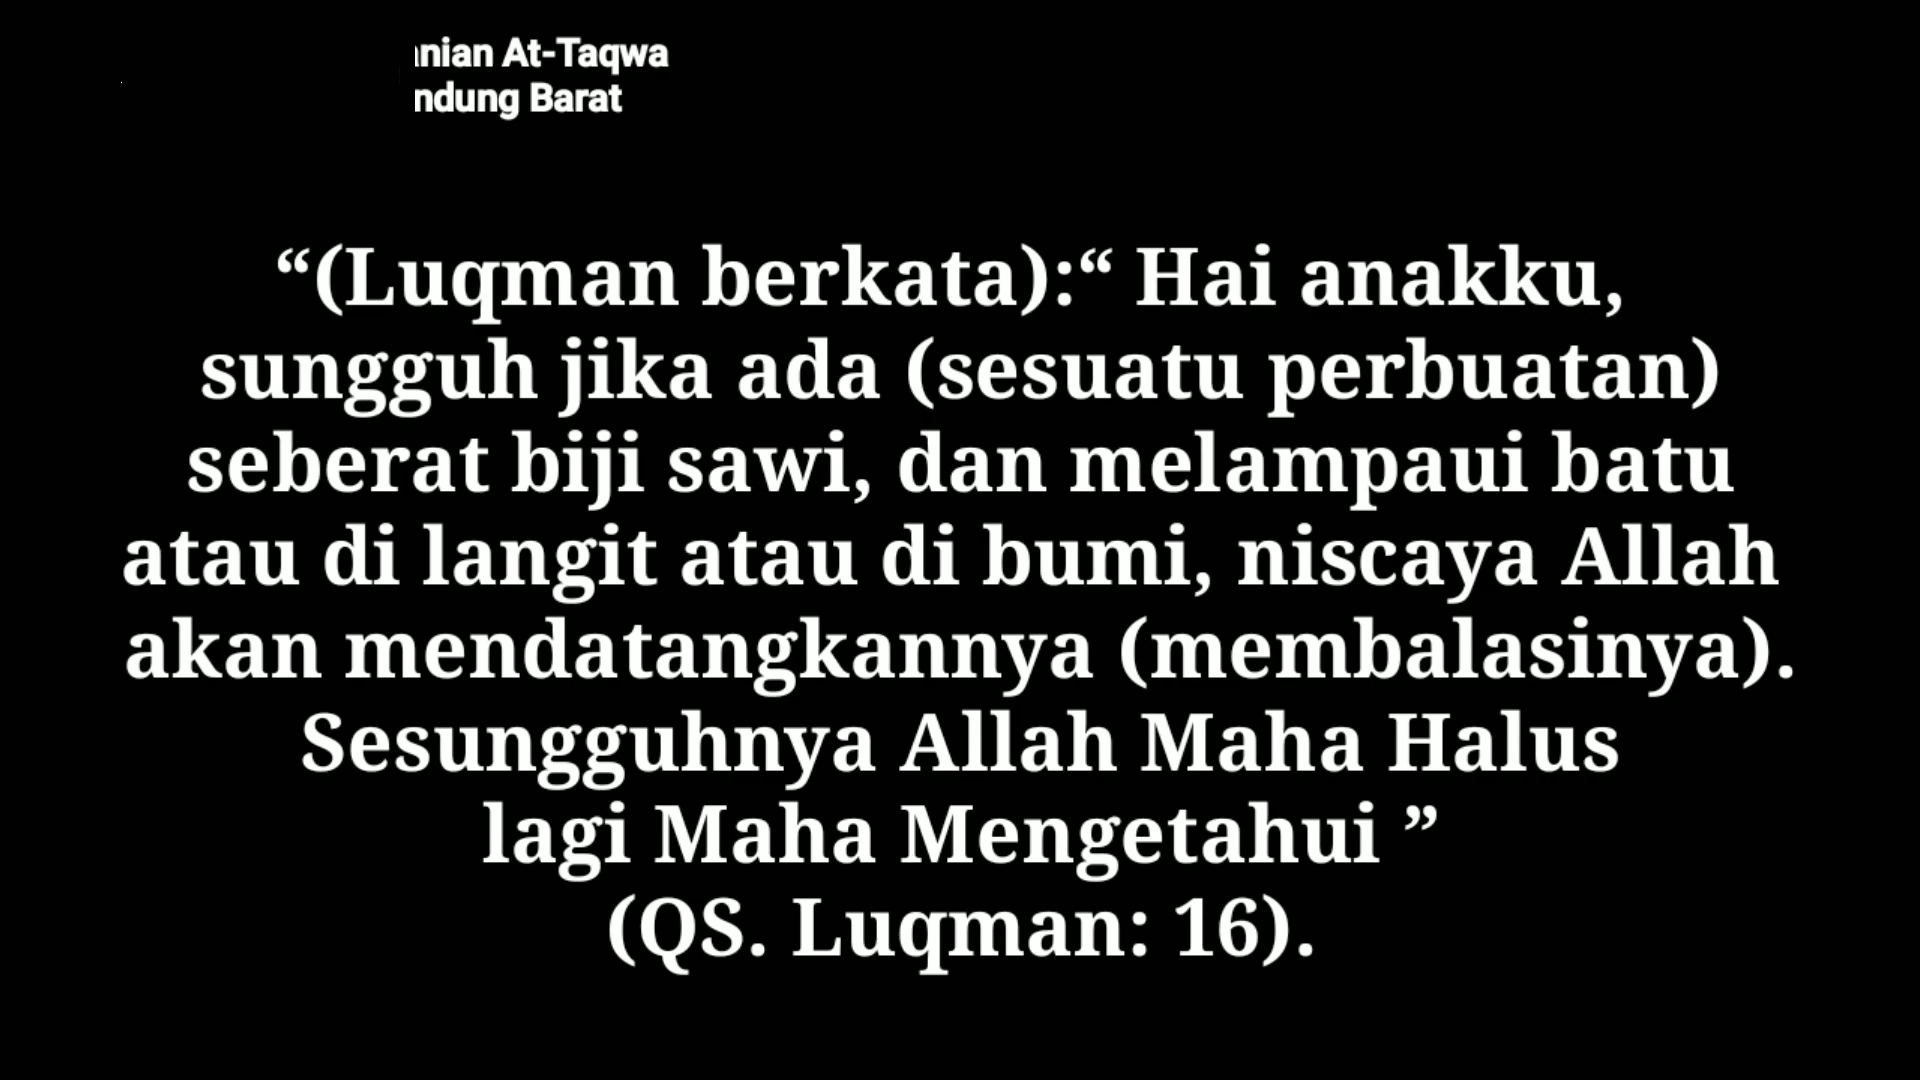 At-Taqwa
Barat
“(Luqman berkata):“ Hai anakku,
sungguh jika ada (sesuatu perbuatan)
seberat biji sawi, dan melampaui batu
atau di langit atau di bumi, niscaya Allah
akan mendatangkannya (membalasinya).
Sesungguhnya Allah Maha Halus
lagi Maha Mengetahui ”
(QS. Luqman: 16).